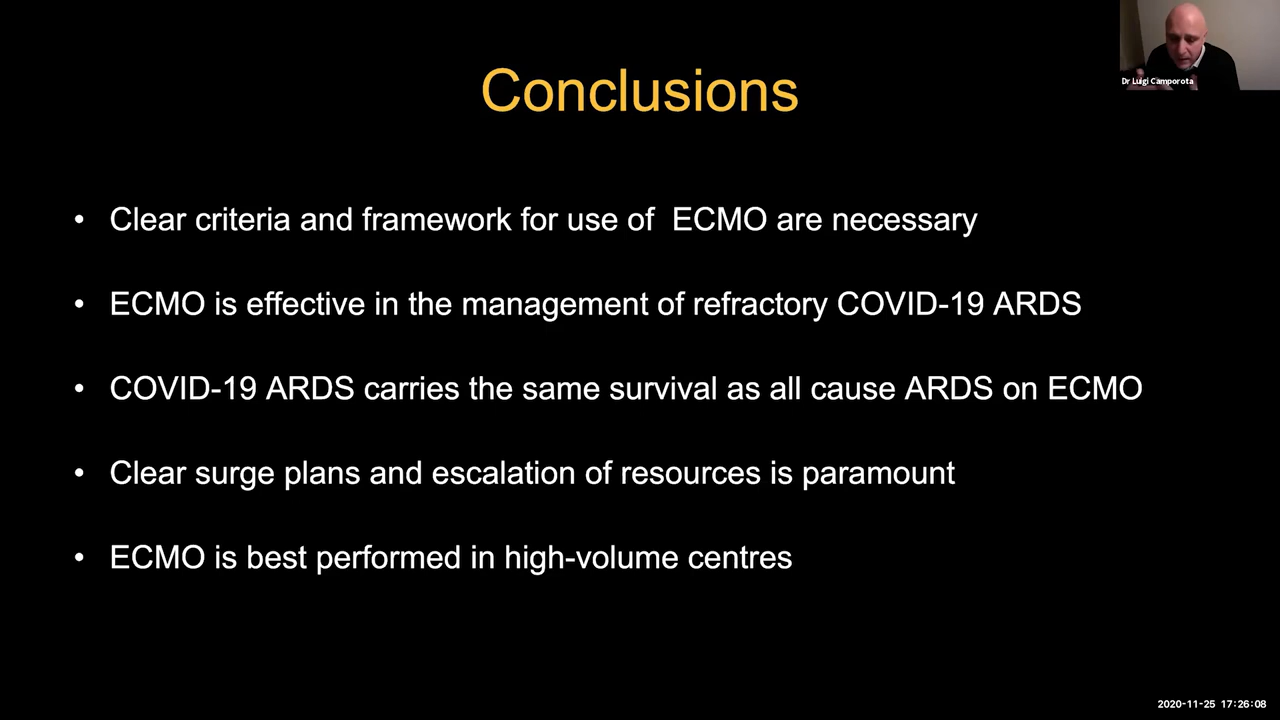 Dr Luigi Camporota
Conclusions
• Clear criteria and framework for use of  ECMO are necessary
• ECMO is effective in the management of refractory COVID-19 ARDS
• COVID-19 ARDS carries the same survival as all cause ARDS on ECMO
• Clear surge plans and escalation of resources is paramount
• ECMO is best performed in high-volume centres
2020-11-25 17:26:08